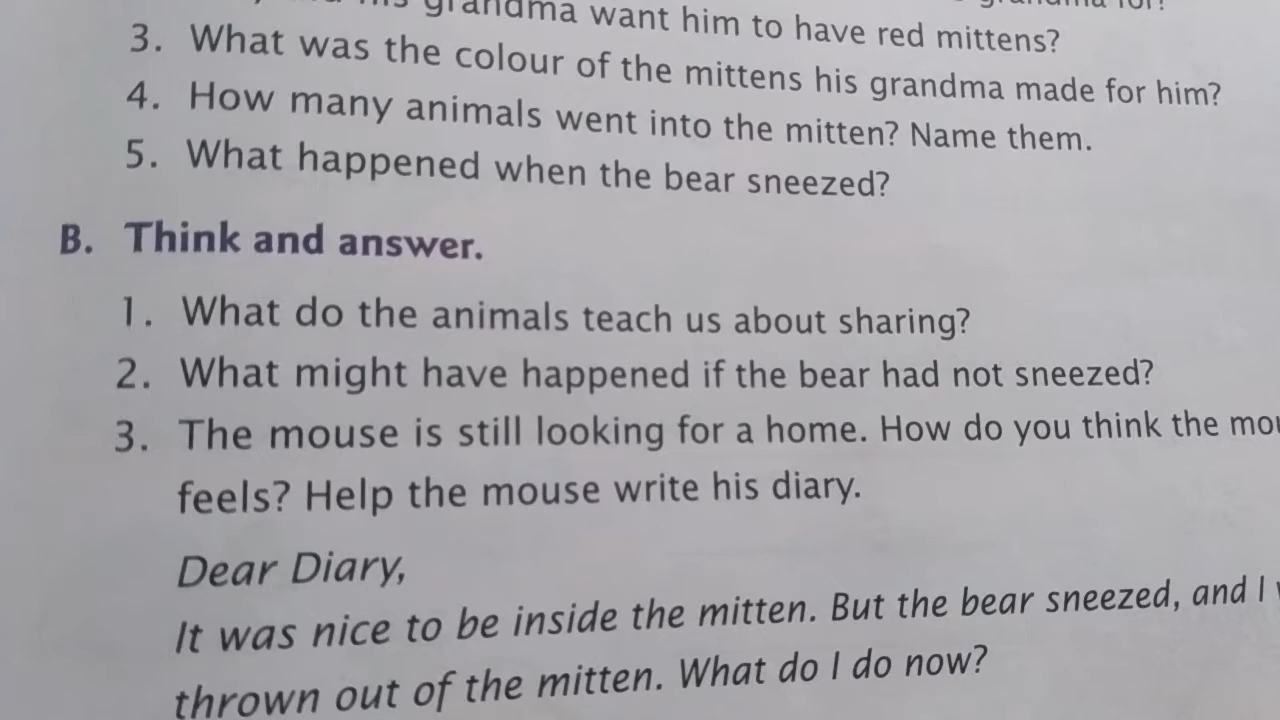 grandma want him to have red mittens?
3. What was the colour of the mittens his grandma made for him?
4. How many animals went into the mitten? Name them.
5. What happened when the bear sneezed?
B. Think and answer.
1. What do the animals teach us about sharing?
2. What might have happened if the bear had not sneezed?
3. The mouse is still looking for a home. How do you think the
feels? Help the mouse write his diary.
Dear Diary,
It was nice to be inside the mitten. But the bear sneezed, and I
thrown out of the mitten. What do I do now?